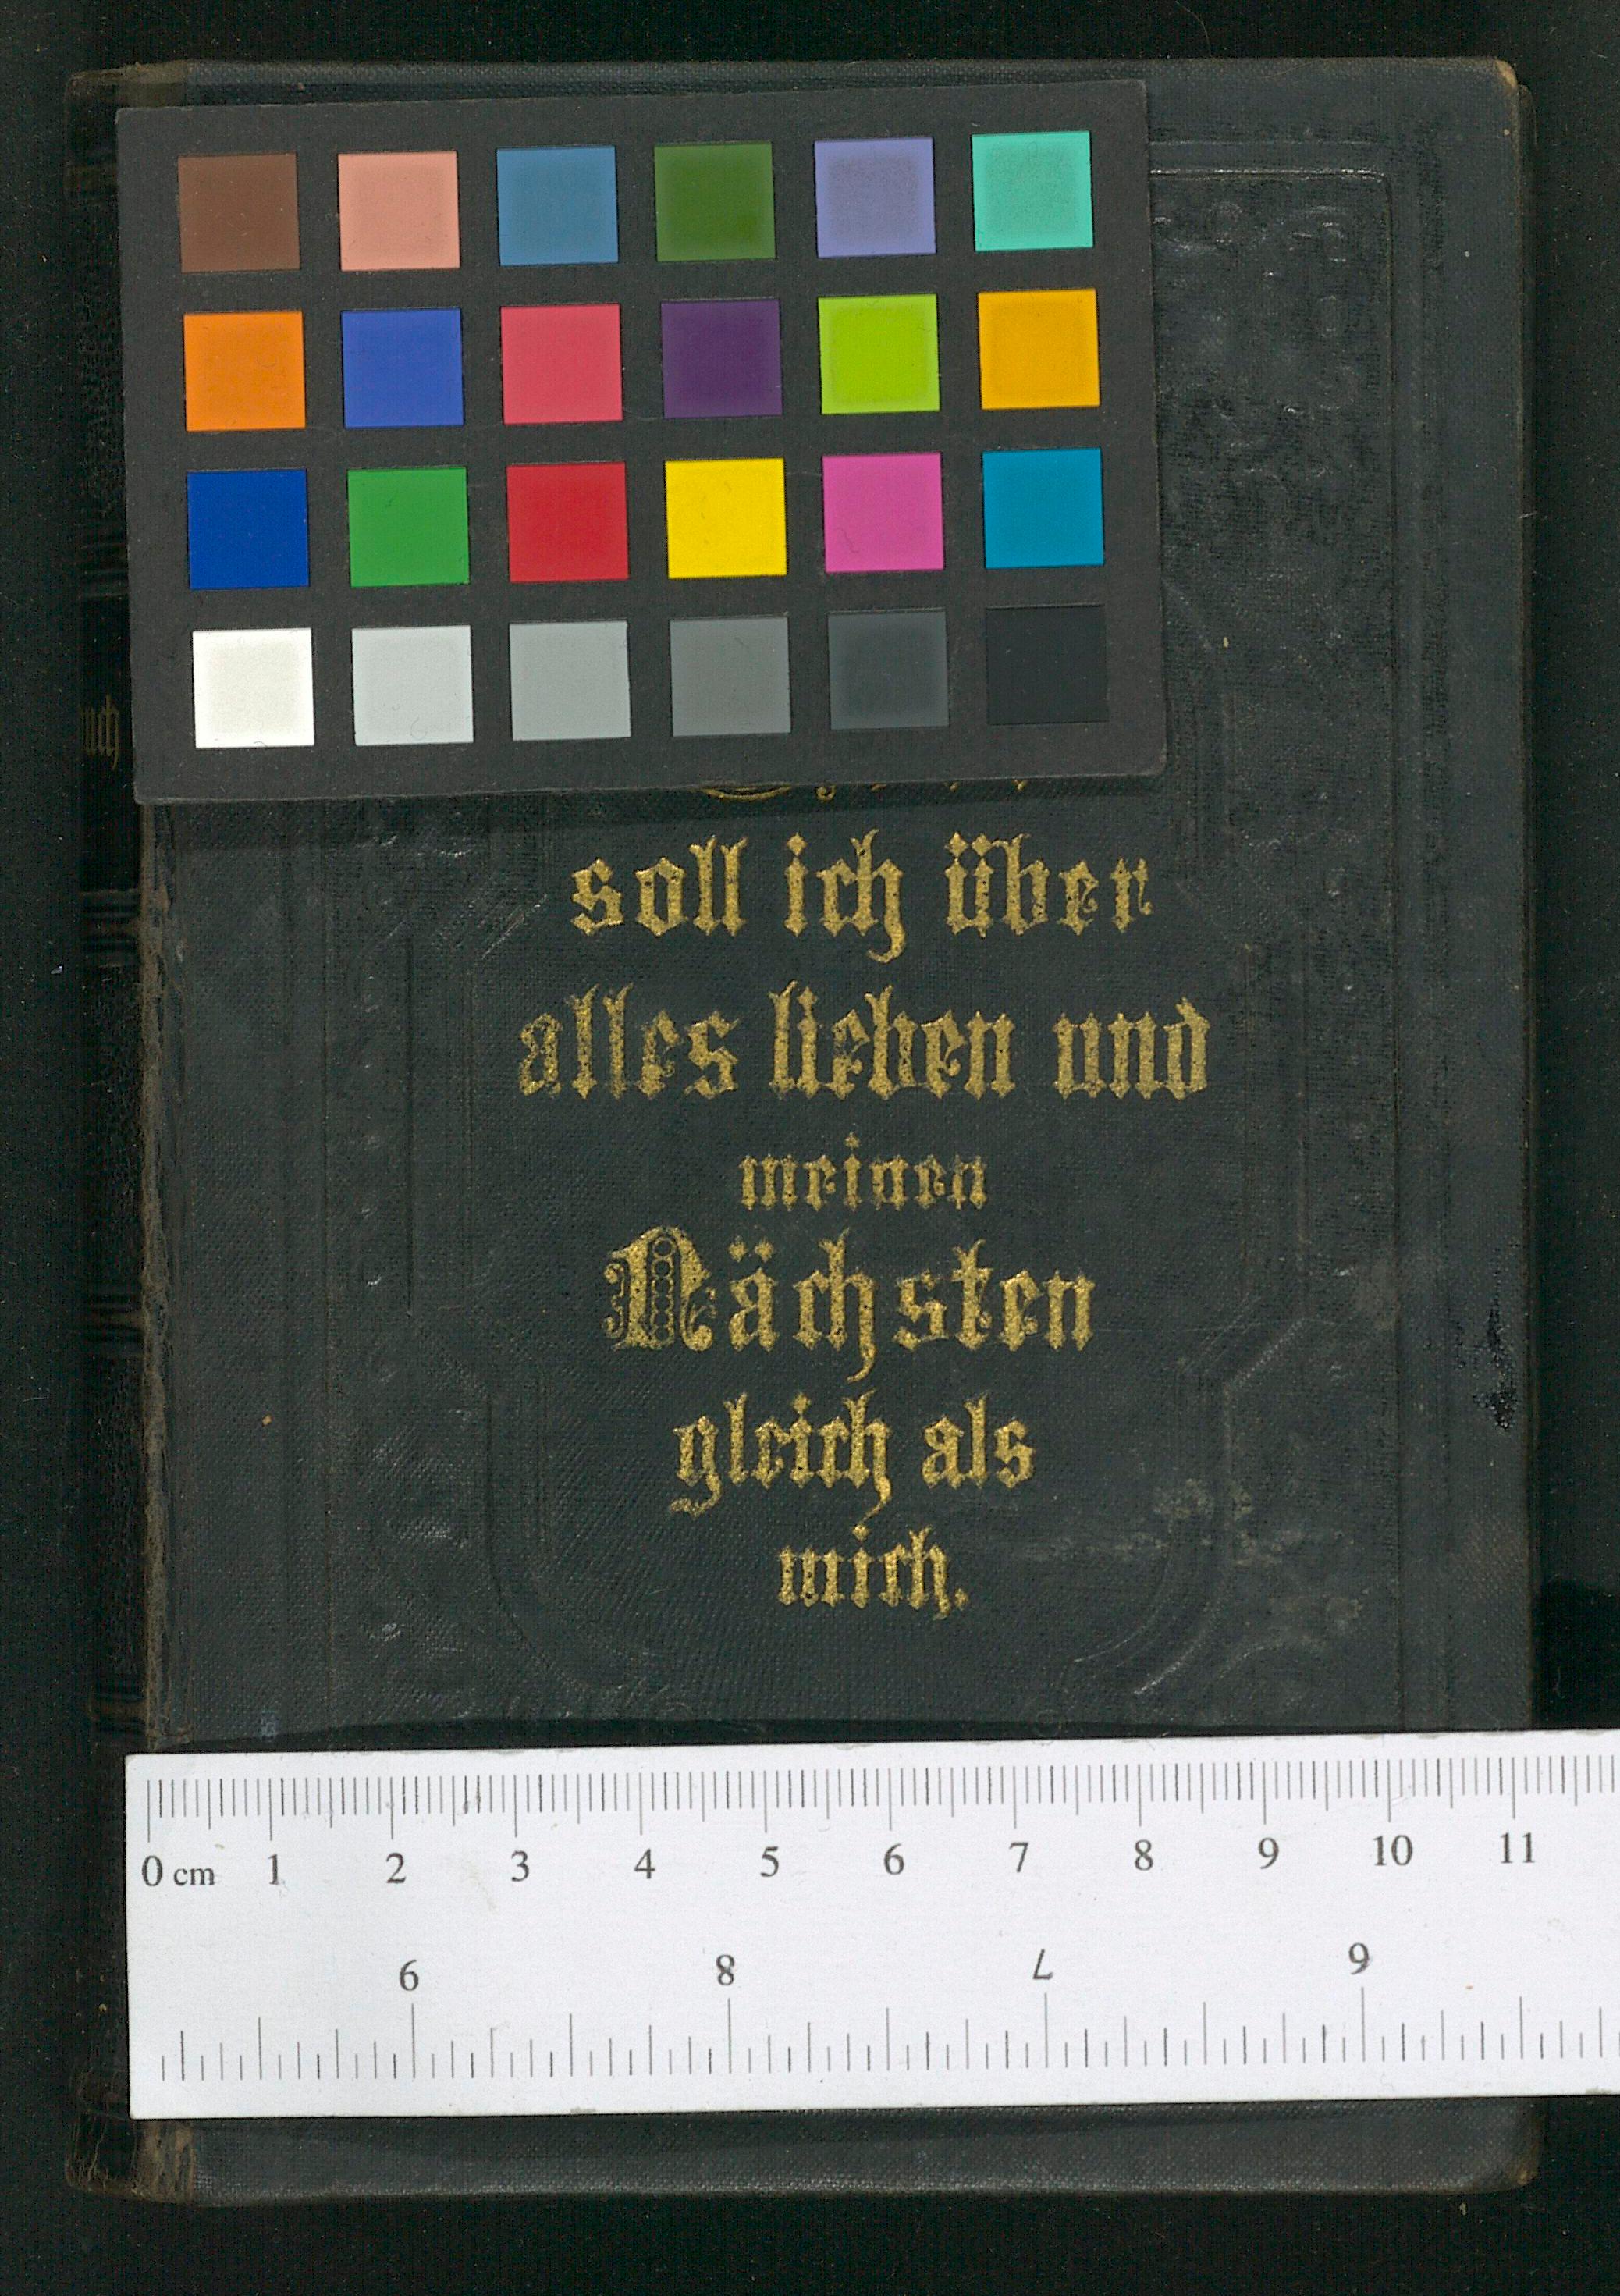 soll ich über
alles lieben und
meinen
Nächsten
gleich als
mich.
0 cm 1 2 3 4 5 6 7 8 9 10 11
6 8 7 6